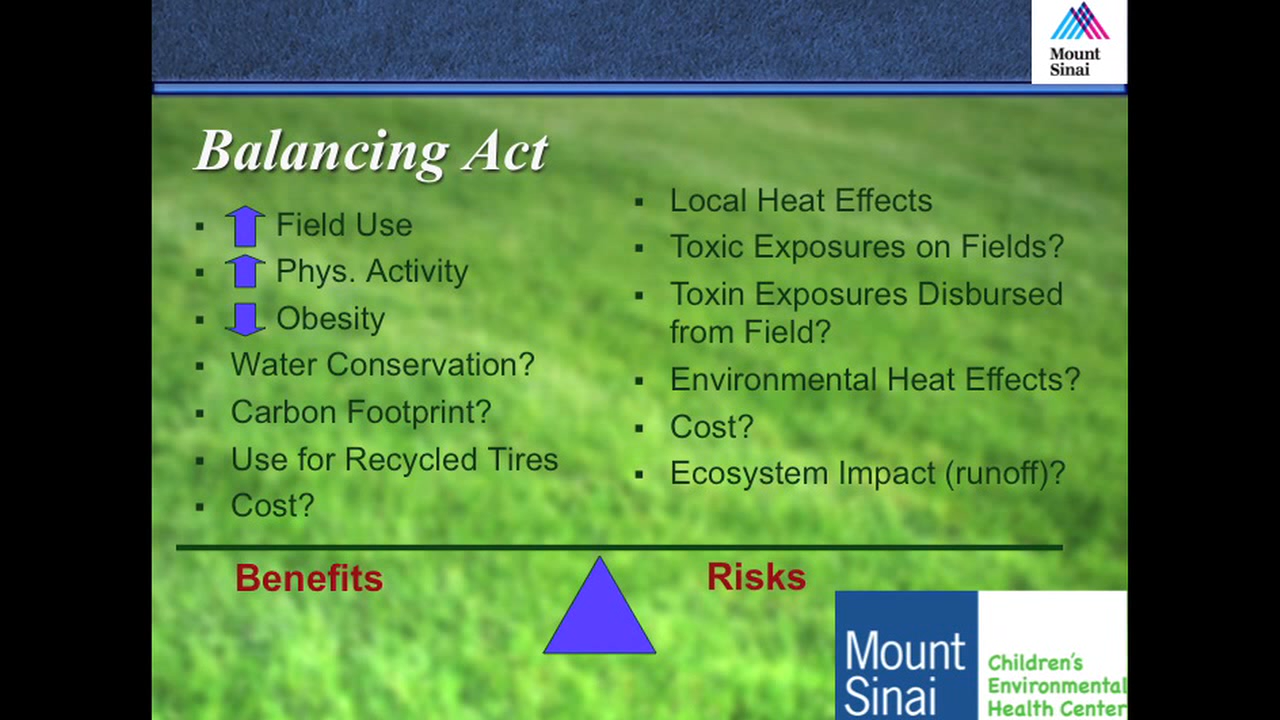 Mount
Sinai
Balancing Act
▪ Field Use
▪ Phys. Activity
▪ Obesity
▪ Water Conservation?
▪ Carbon Footprint?
▪ Use for Recycled Tires
▪ Cost?
▪ Local Heat Effects
▪ Toxic Exposures on Fields?
▪ Toxin Exposures Disbursed
from Field?
▪ Environmental Heat Effects?
▪ Cost?
▪ Ecosystem Impact (runoff)?
Benefits
Risks
Mount
Sinai
Children's
Environmental
Health Center